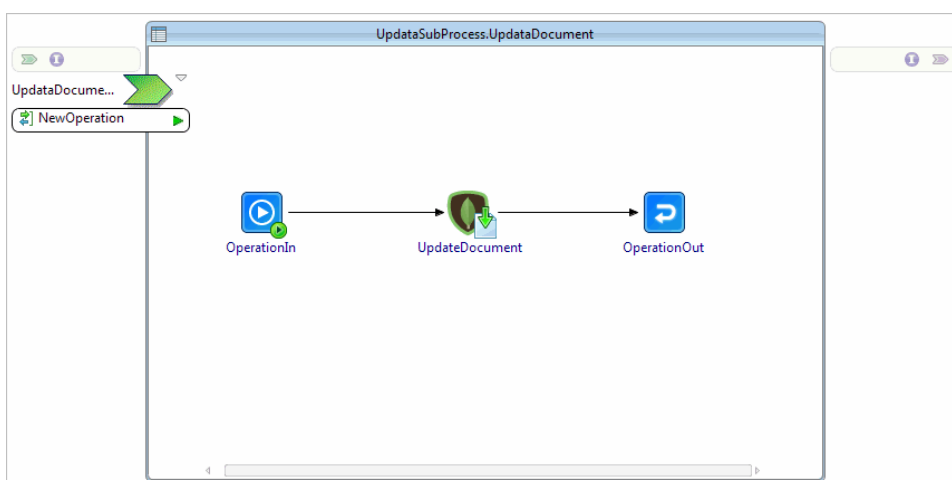 UpdataSubProcess.UpdataDocument
UpdataDocume...
NewOperation
OperationIn
UpdateDocument
OperationOut